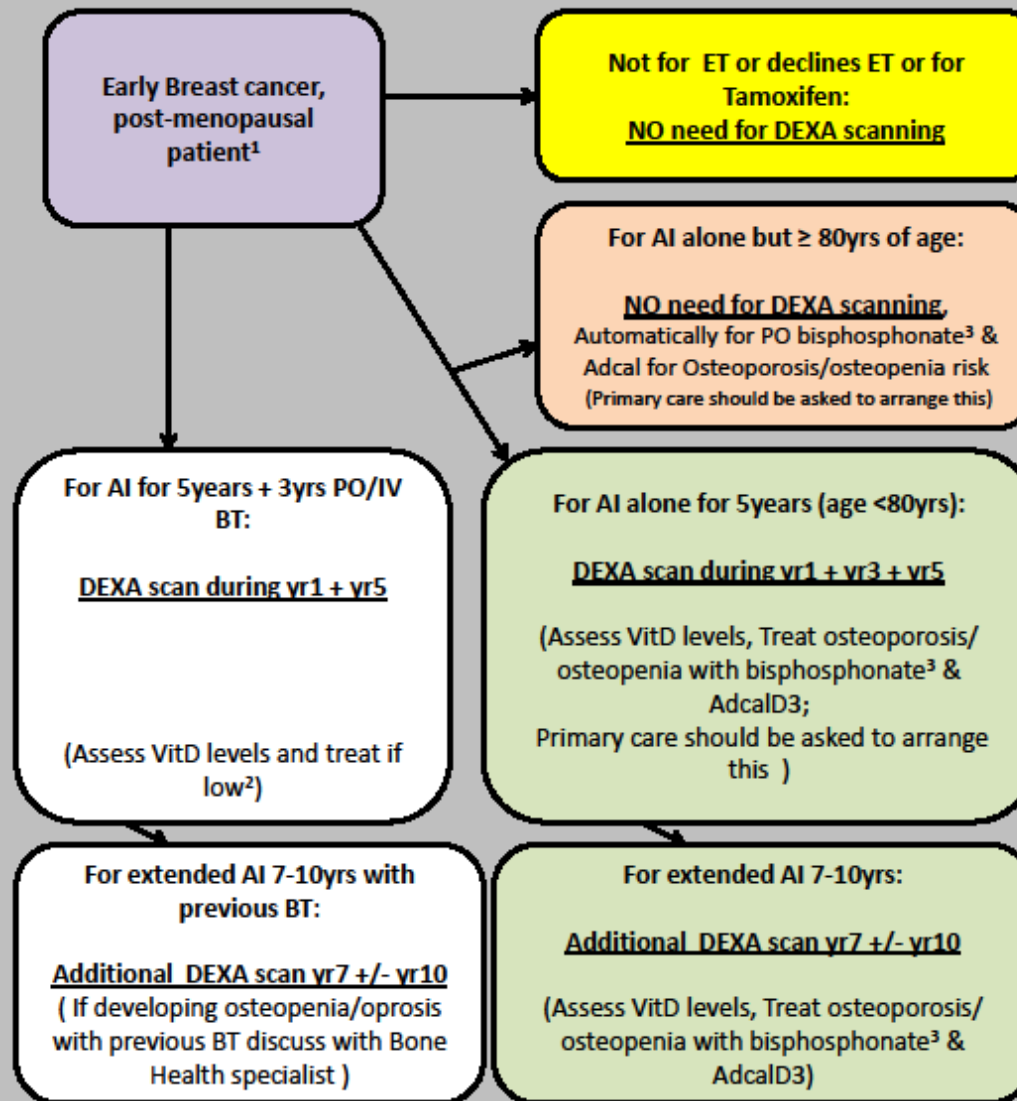 Early Breast cancer,
post-menopausal
patient¹
Not for ET or declines ET or for
Tamoxifen:
NO need for DEXA scanning
For AI alone but ≥ 80yrs of age:
NO need for DEXA scanning,
Automatically for PO bisphosphonate³ &
Adcal for Osteoporosis/osteopenia risk
(Primary care should be asked to arrange this)
For AI for 5years + 3yrs PO/IV
BT:
DEXA scan during yr1 + yr5
(Assess VitD levels and treat if
low²)
For AI alone for 5years (age <80yrs):
DEXA scan during yr1 + yr3 + yr5
(Assess VitD levels, Treat osteoporosis/
osteopenia with bisphosphonate³ &
AdcalD3;
Primary care should be asked to arrange
this )
For extended AI 7-10yrs with
previous BT:
Additional DEXA scan yr7 +/- yr10
( If developing osteopenia/oprosis
with previous BT discuss with Bone
Health specialist )
For extended AI 7-10yrs:
Additional DEXA scan yr7 +/- yr10
(Assess VitD levels, Treat osteoporosis/
osteopenia with bisphosphonate³ &
AdcalD3)